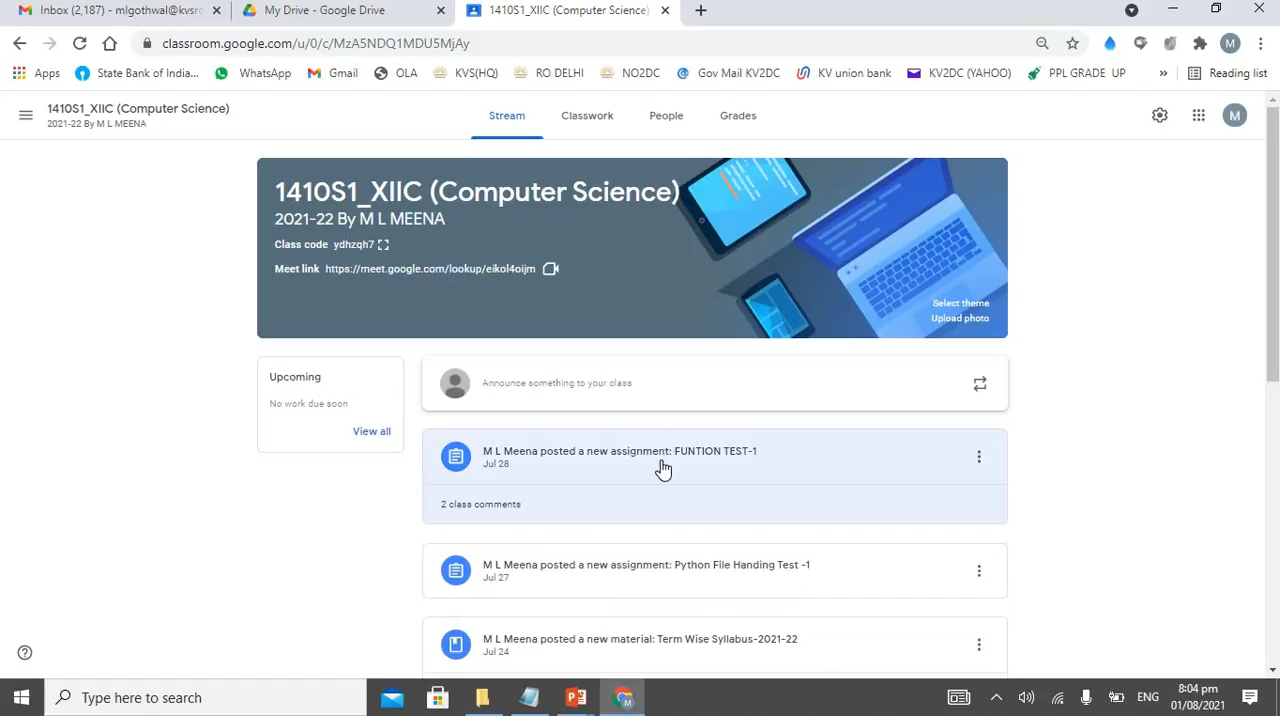 Inbox (2,187) - mlgothwal@kvsrc
My Drive - Google Drive
1410S1_XIIC (Computer Science)
classroom.google.com/u/0/c/MzA5NDQ1MDU5MjAy
Apps
State Bank of India...
WhatsApp
Gmail
OLA
KVS(HQ)
RO DELHI
NO2DC
Gov Mail KV2DC
KV union bank
KV2DC (YAHOO)
PPL GRADE UP
»
Reading list
1410S1_XIIC (Computer Science)
2021-22 By M L MEENA
Stream
Classwork
People
Grades
M
1410S1_XIIC (Computer Science)
2021-22 By M L MEENA
Class code ydhzqh7
Meet link https://meet.google.com/lookup/eikol4oijm
Select theme
Upload photo
Upcoming
No work due soon
View all
Announce something to your class
M L Meena posted a new assignment: FUNTION TEST-1
Jul 28
2 class comments
M L Meena posted a new assignment: Python File Handing Test -1
Jul 27
M L Meena posted a new material: Term Wise Syllabus-2021-22
Jul 24
Type here to search
ENG
8:04 pm
01/08/2021